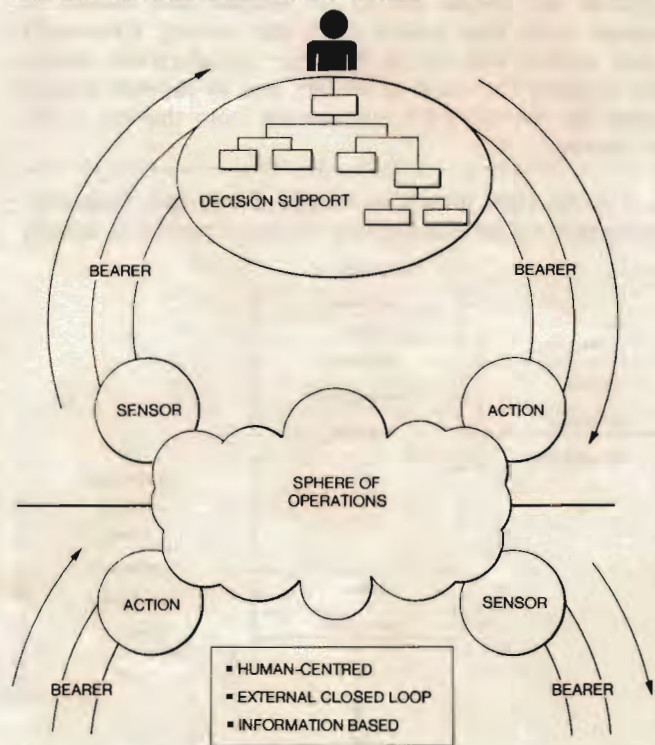 DECISION SUPPORT
BEARER
BEARER
SENSOR
ACTION
SPHERE OF
OPERATIONS
ACTION
SENSOR
BEARER
BEARER
▪ HUMAN-CENTRED
▪ EXTERNAL CLOSED LOOP
▪ INFORMATION BASED